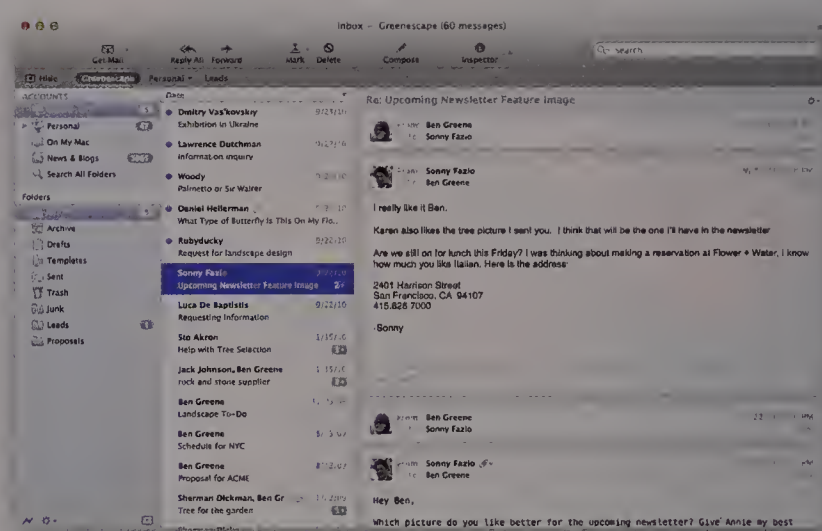 Inbox – Greenescape (60 messages)
Get Mail
Reply All Forward
Mark Delete
Compose
Inspector
Search
Hide Greenescape Personal Leads
ACCOUNTS
Personal
On My Mac
News & Blogs
Search All Folders
Folders
Archive
Drafts
Templates
Sent
Trash
Junk
Leads
Proposals
Date
Dmitry Vas'kovskiy
Exhibition in Ukraine
Lawrence Dutchman
Information inquiry
Woody
Palmetto or Sir Walter
Daniel Hellerman
What Type of Butterfly Is This On My Flo..
Rubyducky 9/22/10
Request for landscape design
Sonny Fazio
Upcoming Newsletter Feature Image 2
Luca De Baptistis 9/22/10
Requesting Information
Sto Akron
Help with Tree Selection
Jack Johnson, Ben Greene
rock and stone supplier
Ben Greene
Landscape To-Do
Ben Greene
Schedule for NYC
Ben Greene
Proposal for ACME
Sherman Dickman, Ben Gr
Tree for the garden
Re: Upcoming Newsletter Feature Image
From Ben Greene
Sonny Fazio
From Sonny Fazio
Ben Greene
I really like it Ben.
Karen also likes the tree picture I sent you. I think that will be the one I'll have in the newsletter
Are we still on for lunch this Friday? I was thinking about making a reservation at Flower + Water, I know
how much you like Italian. Here is the address:
2401 Harrison Street
San Francisco, CA 94107
415.826 7000
-Sonny
From Ben Greene
Sonny Fazio
From Sonny Fazio
Ben Greene
Hey Ben,
Which picture do you like better for the upcoming newsletter? Give Annie my best